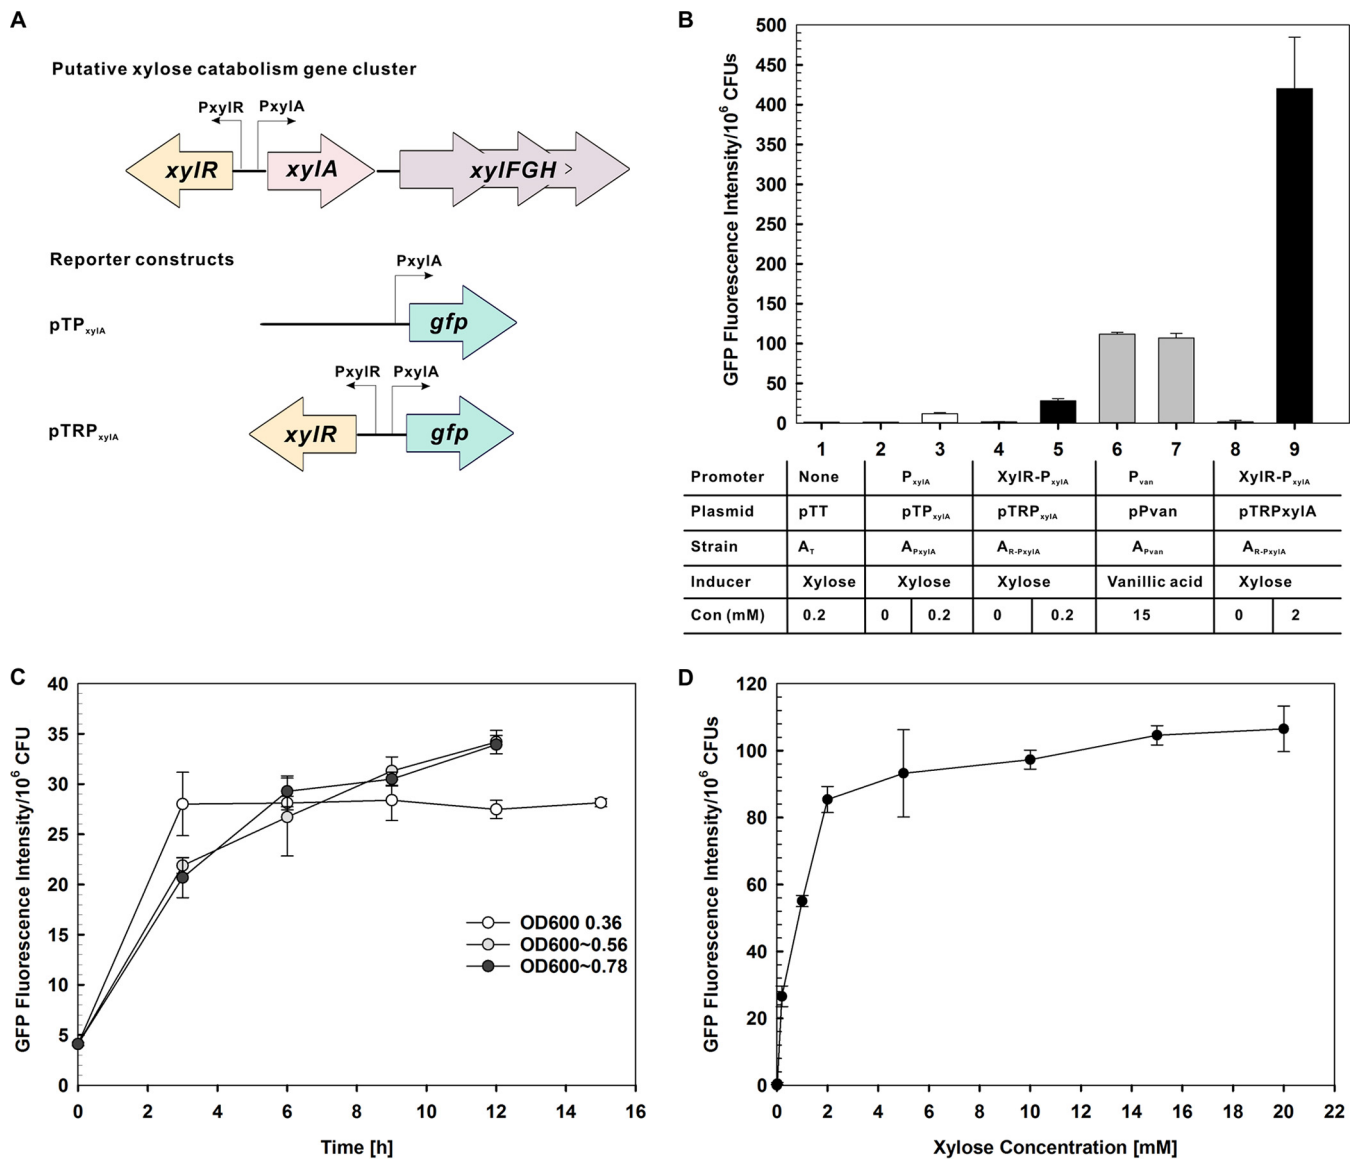 A
Putative xylose catabolism gene cluster
PxylR PxylA
xylR xylA xylFGH >
Reporter constructs
PxylA
pTPxylA gfp
PxylR PxylA
pTRPxylA xylR gfp
B
GFP Fluorescence Intensity/10⁶ CFUs
500
450
400
350
300
250
200
150
100
50
0
1 2 3 4 5 6 7 8 9
Promoter None PxylA XylR-PxylA Pvan XylR-PxylA
Plasmid pTT pTPxylA pTRPxylA pPvan pTRPxylA
Strain AT APxylA AR-PxylA APvan AR-PxylA
Inducer Xylose Xylose Xylose Vanillic acid Xylose
Con (mM) 0.2 0 0.2 0 0.2 15 0 2
C
GFP Fluorescence Intensity/10⁶ CFU
40
35
30
25
20
15
10
5
0
OD600 0.36
OD600~0.56
OD600~0.78
0 2 4 6 8 10 12 14 16
Time [h]
D
GFP Fluorescence Intensity/10⁶ CFUs
120
100
80
60
40
20
0
0 2 4 6 8 10 12 14 16 18 20 22
Xylose Concentration [mM]